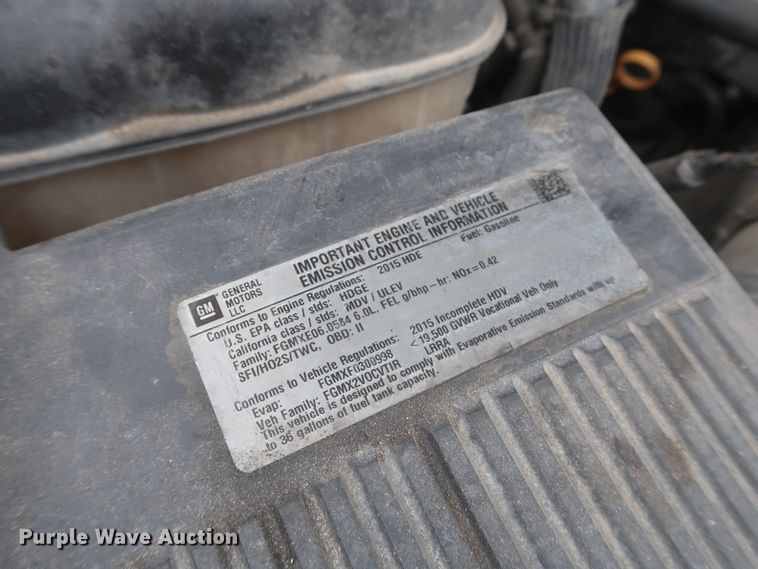 GM
GENERAL
MOTORS
LLC
IMPORTANT ENGINE AND VEHICLE
EMISSION CONTROL INFORMATION
Conforms to Engine Regulations: 2015 HDE Fuel: Gasoline
U.S. EPA class / stds: HDGE
California class / stds: MDV / ULEV
Family: FGMXE06.0584 6.0L, FEL g/bhp-hr: NOx=0.42
SFI/HO2S/TWC, OBD: II
Conforms to Vehicle Regulation: 2015 Incomplete HDV
<19,500 GVWR Vocational Veh Only
Evap: FGMXF0300998 LRRA
Veh Family: FGMX2VOCVTIR
This vehicle is designed to comply with Evaporative Emission Standards with up
to 36 gallons of fuel tank capacity.
Purple Wave Auction